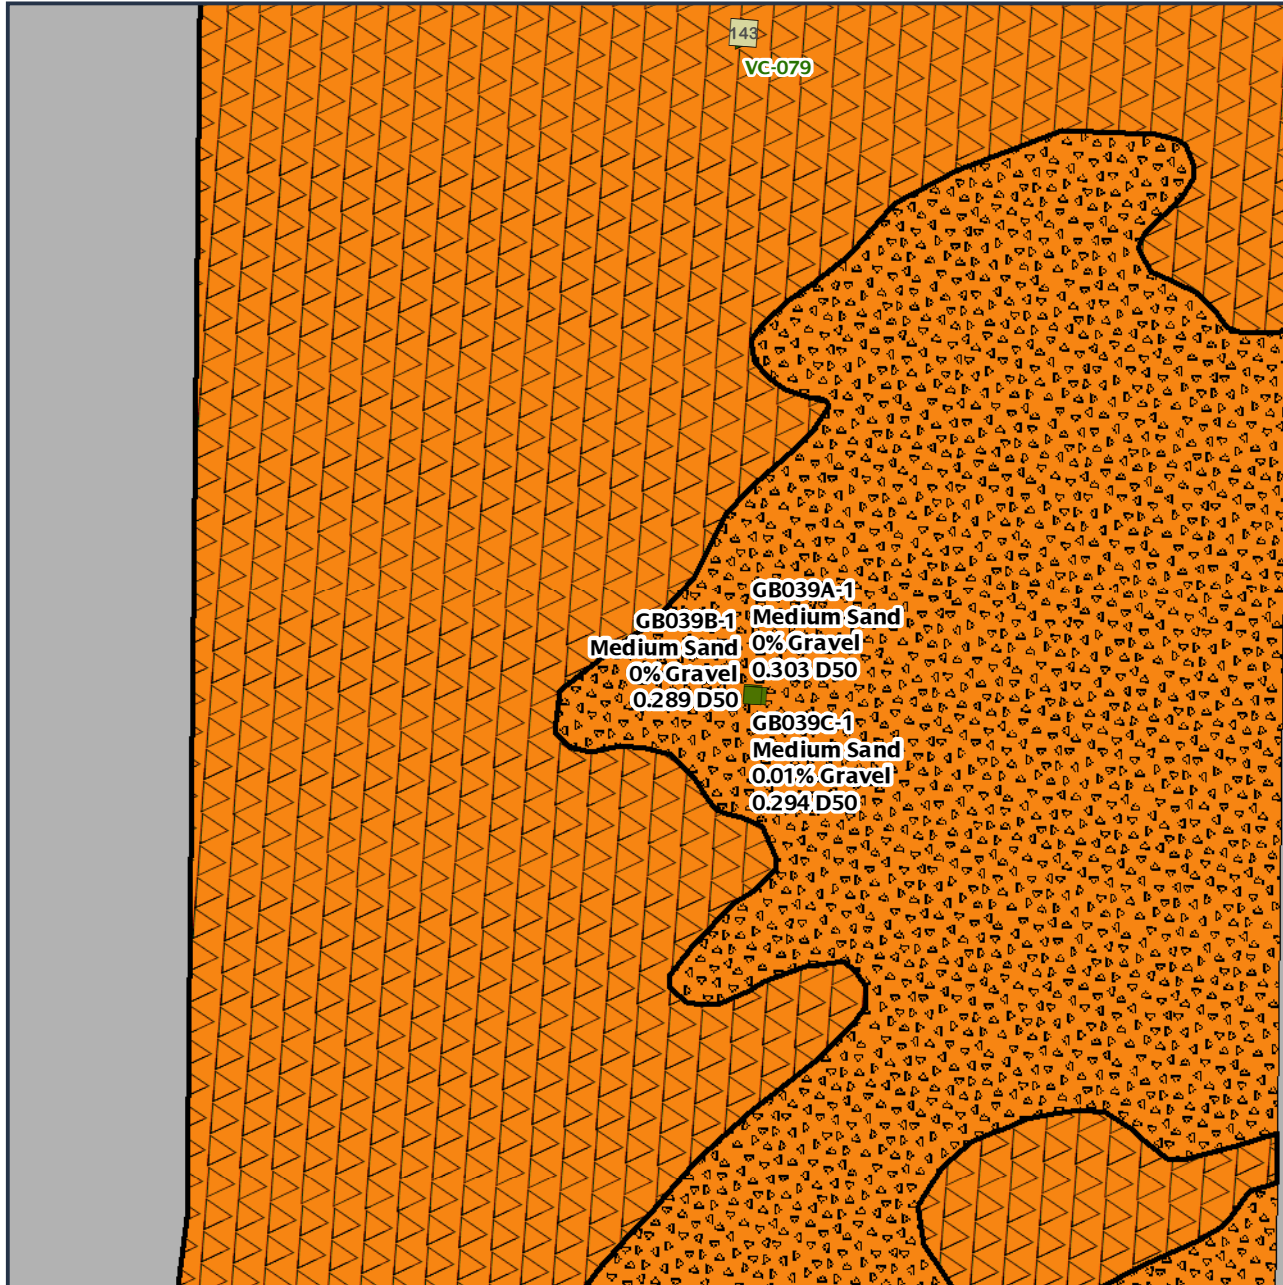 143
VC-079
GB039A-1
Medium Sand
0% Gravel
0.303 D50
GB039B-1
Medium Sand
0% Gravel
0.289 D50
GB039C-1
Medium Sand
0.01% Gravel
0.294 D50